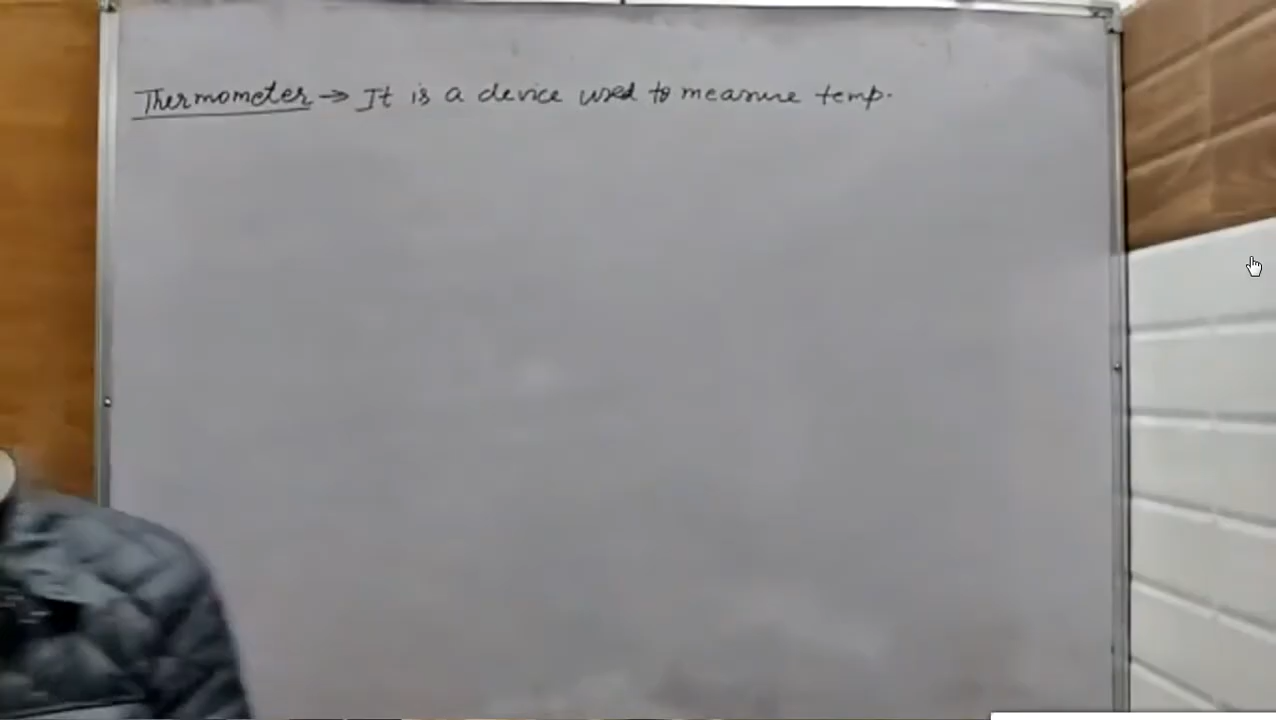 Thermometer → It is a device used to measure temp.